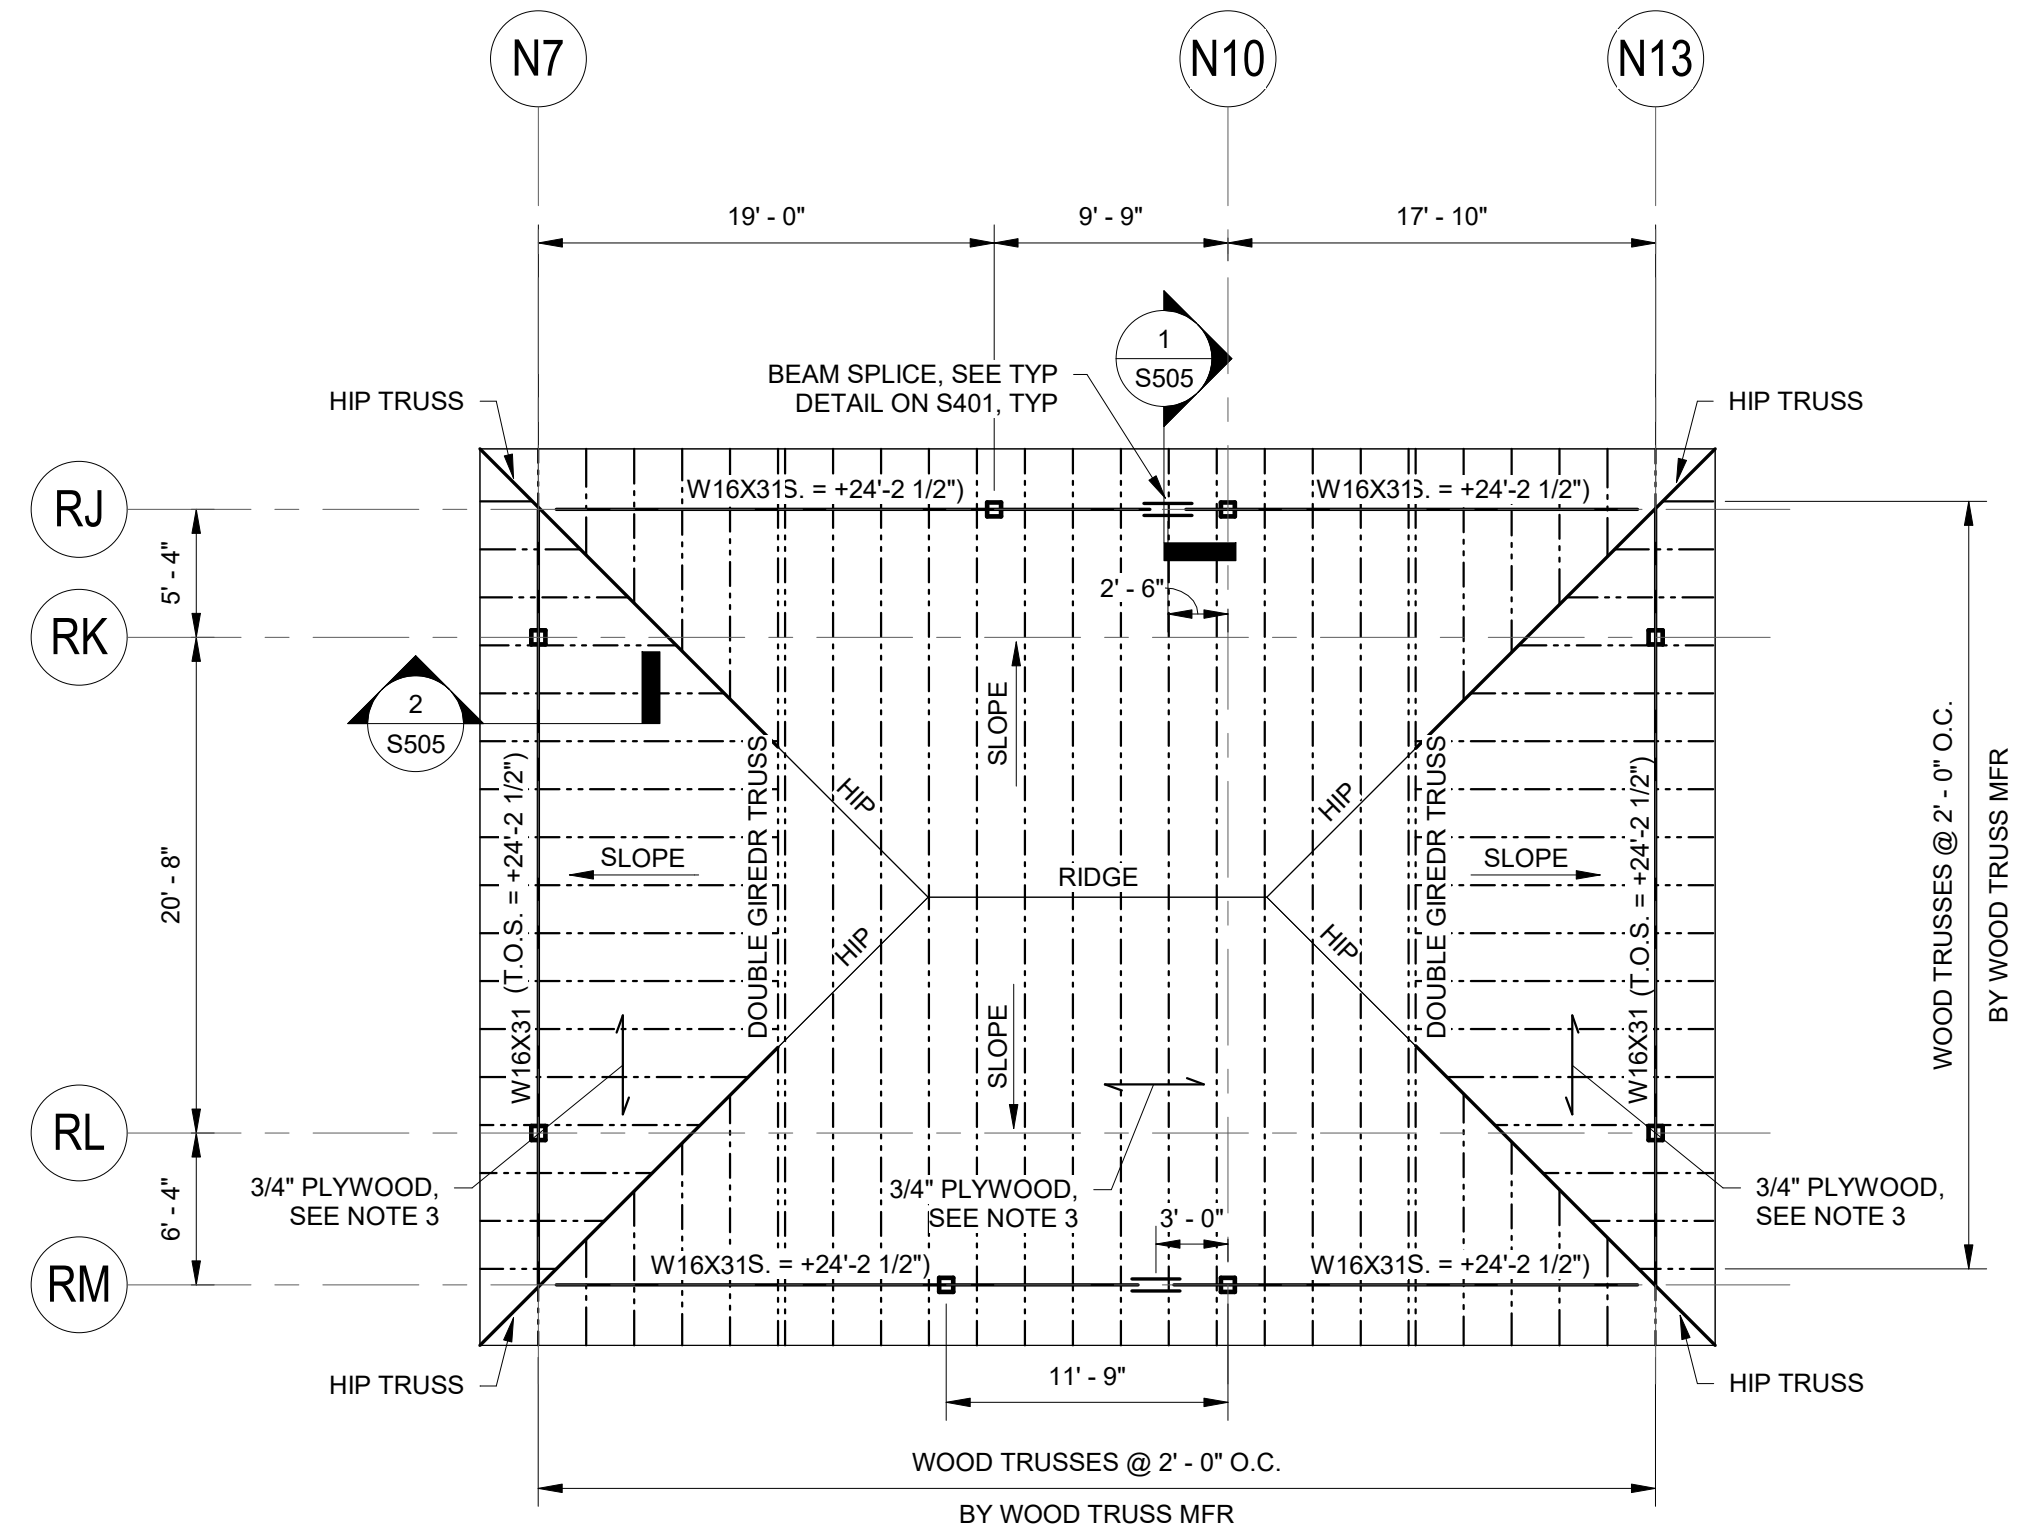 N7
N10
N13
19' - 0"
9' - 9"
17' - 10"
1
S505
BEAM SPLICE, SEE TYP
DETAIL ON S401, TYP
HIP TRUSS
HIP TRUSS
RJ
W16X31S. = +24'-2 1/2")
W16X31S. = +24'-2 1/2")
5' - 4"
2' - 6"
RK
2
S505
SLOPE
DOUBLE GIREDR TRUSS
DOUBLE GIREDR TRUSS
HIP
HIP
W16X31 (T.O.S. = +24'-2 1/2")
W16X31 (T.O.S. = +24'-2 1/2")
WOOD TRUSSES @ 2' - 0" O.C.
BY WOOD TRUSS MFR
20' - 8"
SLOPE
RIDGE
SLOPE
HIP
HIP
SLOPE
RL
3/4" PLYWOOD,
SEE NOTE 3
3/4" PLYWOOD,
SEE NOTE 3
3/4" PLYWOOD,
SEE NOTE 3
6' - 4"
3' - 0"
RM
W16X31S. = +24'-2 1/2")
W16X31S. = +24'-2 1/2")
HIP TRUSS
11' - 9"
HIP TRUSS
WOOD TRUSSES @ 2' - 0" O.C.
BY WOOD TRUSS MFR